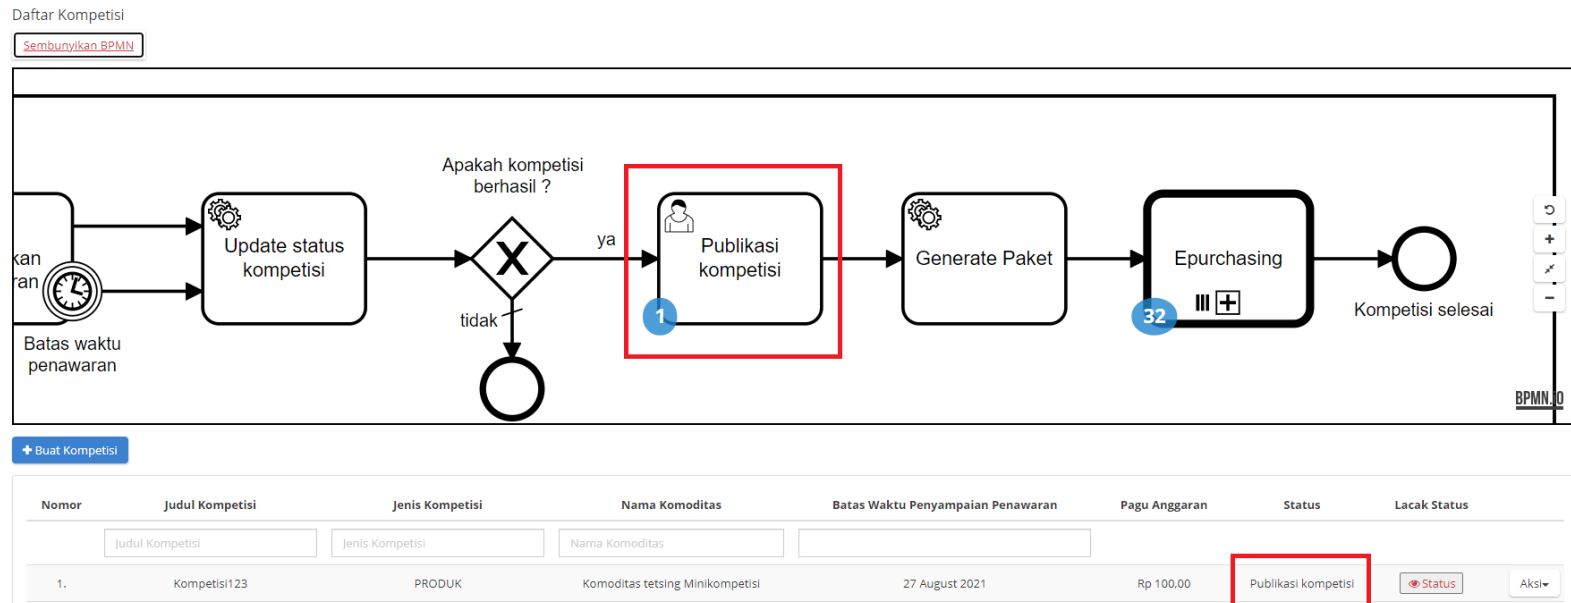 Daftar Kompetisi
Sembunyikan BPMN
Apakah kompetisi
berhasil ?
kan
ran
Batas waktu
penawaran
Update status
kompetisi
X
ya
tidak
Publikasi
kompetisi
1
Generate Paket
Epurchasing
32
Kompetisi selesai
BPMN.iO
+ Buat Kompetisi
Nomor Judul Kompetisi Jenis Kompetisi Nama Komoditas Batas Waktu Penyampaian Penawaran Pagu Anggaran Status Lacak Status
Judul Kompetisi Jenis Kompetisi Nama Komoditas
1. Kompetisi123 PRODUK Komoditas tetsing Minikompetisi 27 August 2021 Rp 100,00 Publikasi kompetisi Status Aksi